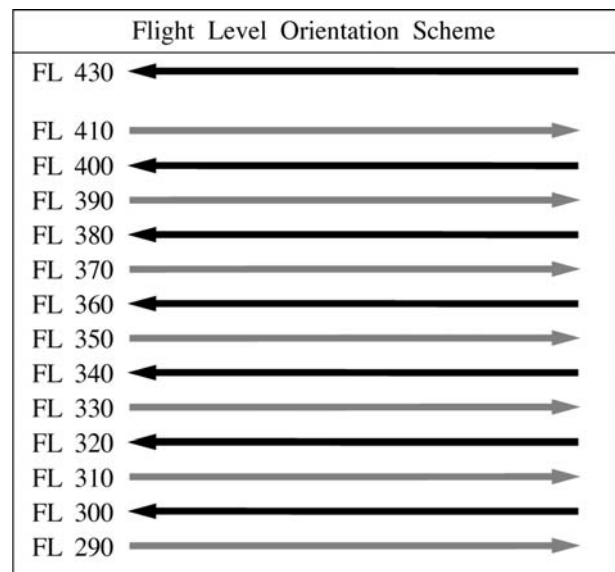 Flight Level Orientation Scheme
FL 430
FL 410
FL 400
FL 390
FL 380
FL 370
FL 360
FL 350
FL 340
FL 330
FL 320
FL 310
FL 300
FL 290